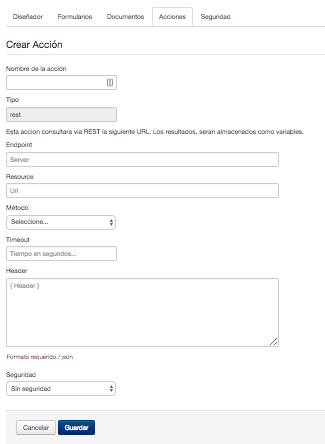 Diseñador Formularios Documentos Acciones Seguridad
Crear Acción
Nombre de la acción
Tipo
rest
Esta accion consultara via REST la siguiente URL. Los resultados, seran almacenados como variables.
Endpoint
Server
Resource
Url
Método
Seleccione...
Timeout
Tiempo en segundos...
Header
{ Header }
Formato requerido / json
Seguridad
Sin seguridad
Cancelar Guardar